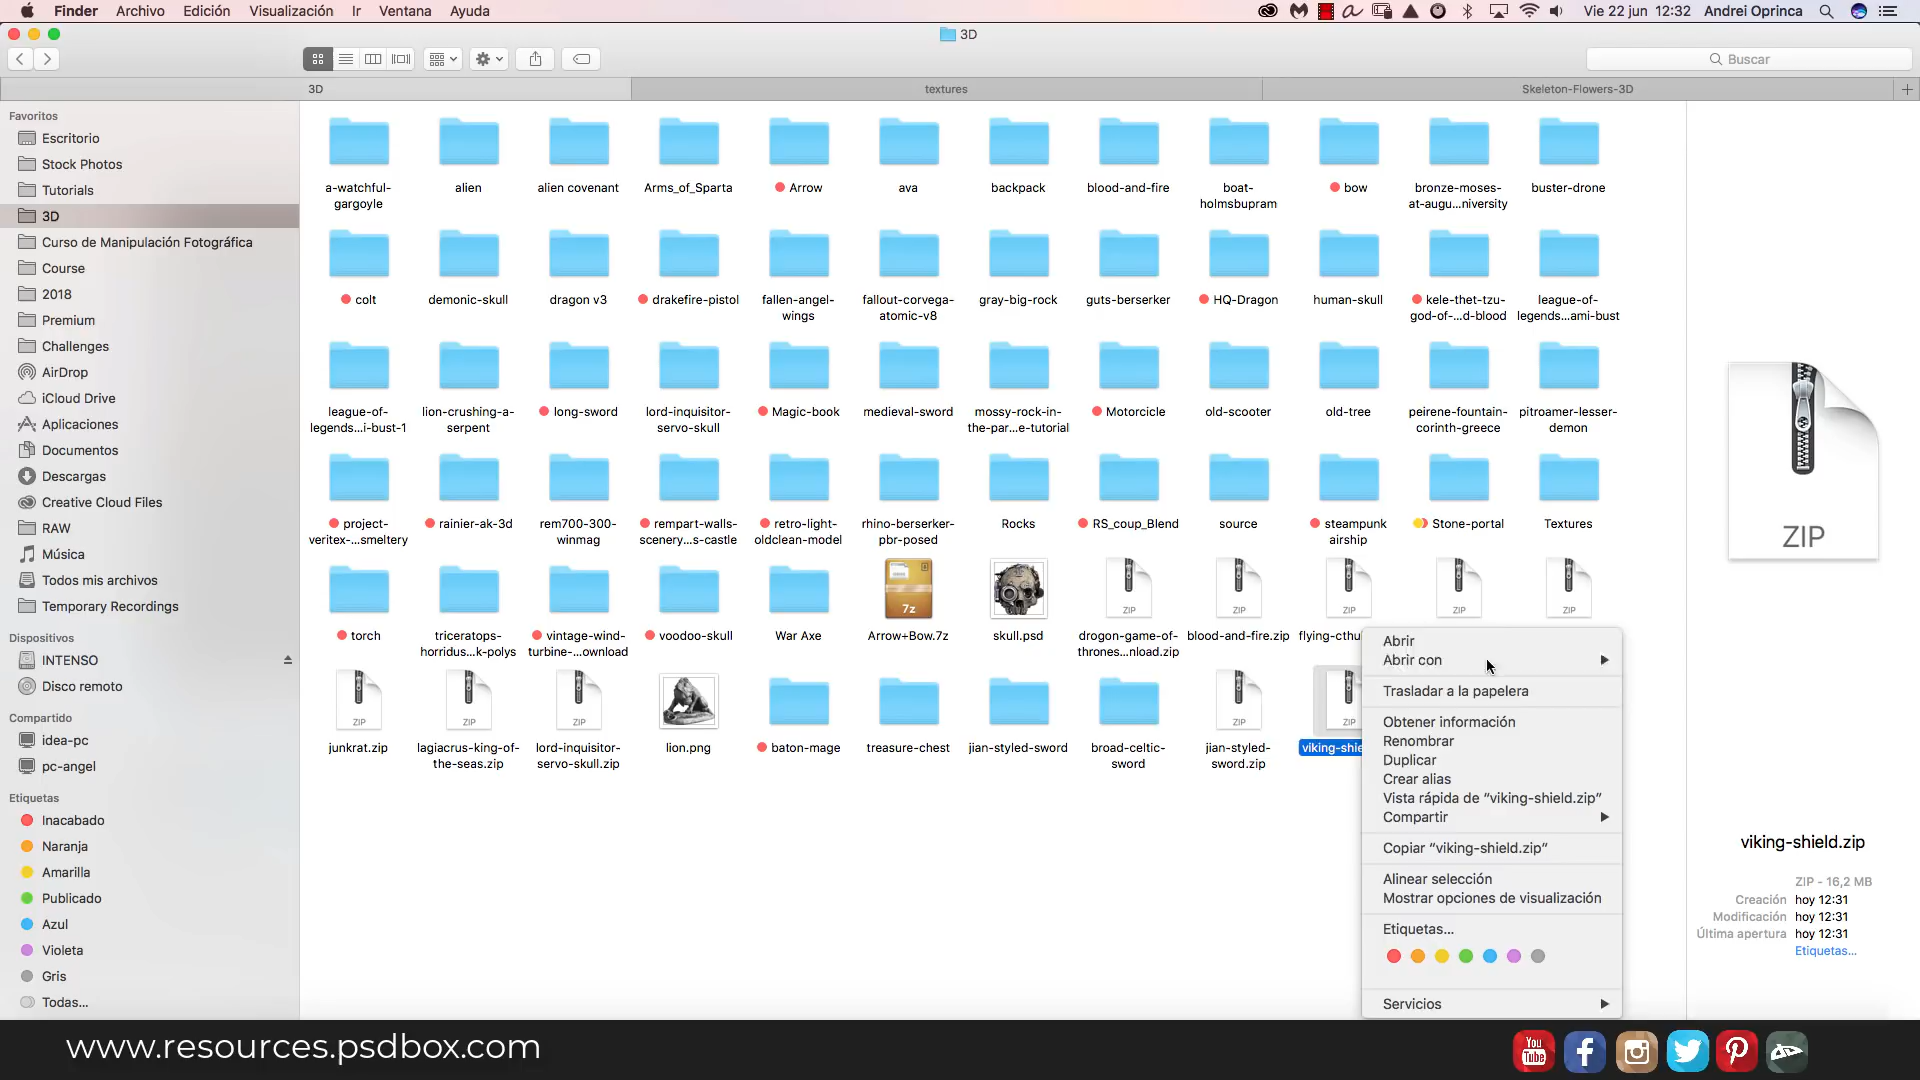 Finder Archivo Edición Visualización Ir Ventana Ayuda Vie 22 jun 12:32 Andrei Oprinca
3D
Buscar
3D textures Skeleton-Flowers-3D
Favoritos
Escritorio
Stock Photos
Tutorials
3D
Curso de Manipulación Fotográfica
Course
2018
Premium
Challenges
AirDrop
iCloud Drive
Aplicaciones
Documentos
Descargas
Creative Cloud Files
RAW
Música
Todos mis archivos
Temporary Recordings
Dispositivos
INTENSO
Disco remoto
Compartido
idea-pc
pc-angel
Etiquetas
Inacabado
Naranja
Amarilla
Publicado
Azul
Violeta
Gris
Todas...
a-watchful- alien alien covenant Arms_of_Sparta Arrow ava backpack blood-and-fire boat- bow bronze-moses- buster-drone
gargoyle holmsbupram at-augu...niversity
colt demonic-skull dragon v3 drakefire-pistol fallen-angel- fallout-corvega- gray-big-rock guts-berserker HQ-Dragon human-skull kele-thet-tzu- league-of-
wings atomic-v8 god-of-...d-blood legends...ami-bust
league-of- lion-crushing-a- long-sword lord-inquisitor- Magic-book medieval-sword mossy-rock-in- Motorcicle old-scooter old-tree peirene-fountain- pitroamer-lesser-
legends...i-bust-1 serpent servo-skull the-par...e-tutorial corinth-greece demon
project- rainier-ak-3d rem700-300- rempart-walls- retro-light- rhino-berserker- Rocks RS_coup_Blend source steampunk Stone-portal Textures
veritex-...smeltery winmag scenery...s-castle oldclean-model pbr-posed airship
7z ZIP ZIP ZIP ZIP ZIP
torch triceratops- vintage-wind- voodoo-skull War Axe Arrow+Bow.7z skull.psd drogon-game-of- blood-and-fire.zip flying-cthu
horridus...k-polys turbine-...ownload thrones...nload.zip
ZIP ZIP ZIP ZIP ZIP
junkrat.zip lagiacrus-king-of- lord-inquisitor- lion.png baton-mage treasure-chest jian-styled-sword broad-celtic- jian-styled- viking-shie
the-seas.zip servo-skull.zip sword sword.zip
Abrir
Abrir con
Trasladar a la papelera
Obtener información
Renombrar
Duplicar
Crear alias
Vista rápida de “viking-shield.zip”
Compartir
Copiar “viking-shield.zip”
Alinear selección
Mostrar opciones de visualización
Etiquetas...
Servicios
ZIP
viking-shield.zip
ZIP - 16,2 MB
Creación hoy 12:31
Modificación hoy 12:31
Última apertura hoy 12:31
Etiquetas...
www.resources.psdbox.com
You
Tube